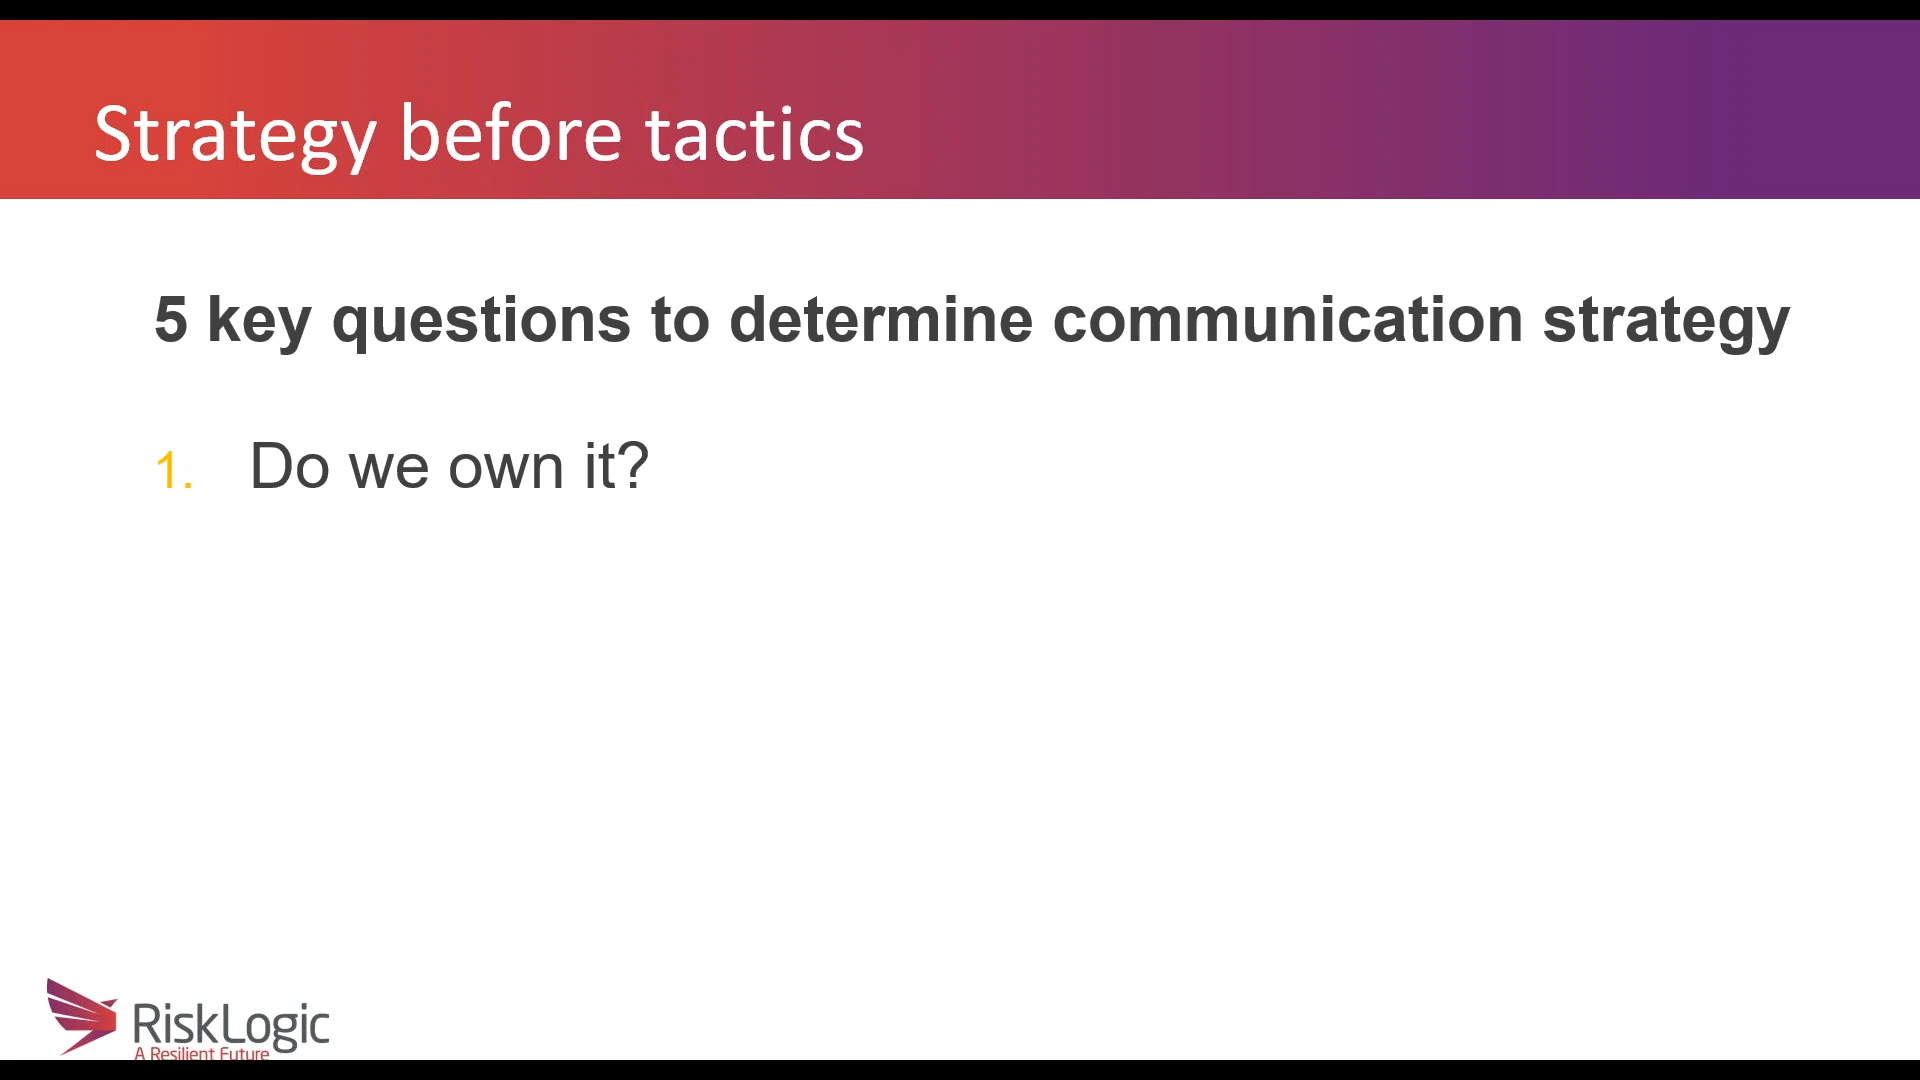 Strategy before tactics
5 key questions to determine communication strategy
1. Do we own it?
RiskLogic
A Resilient Future